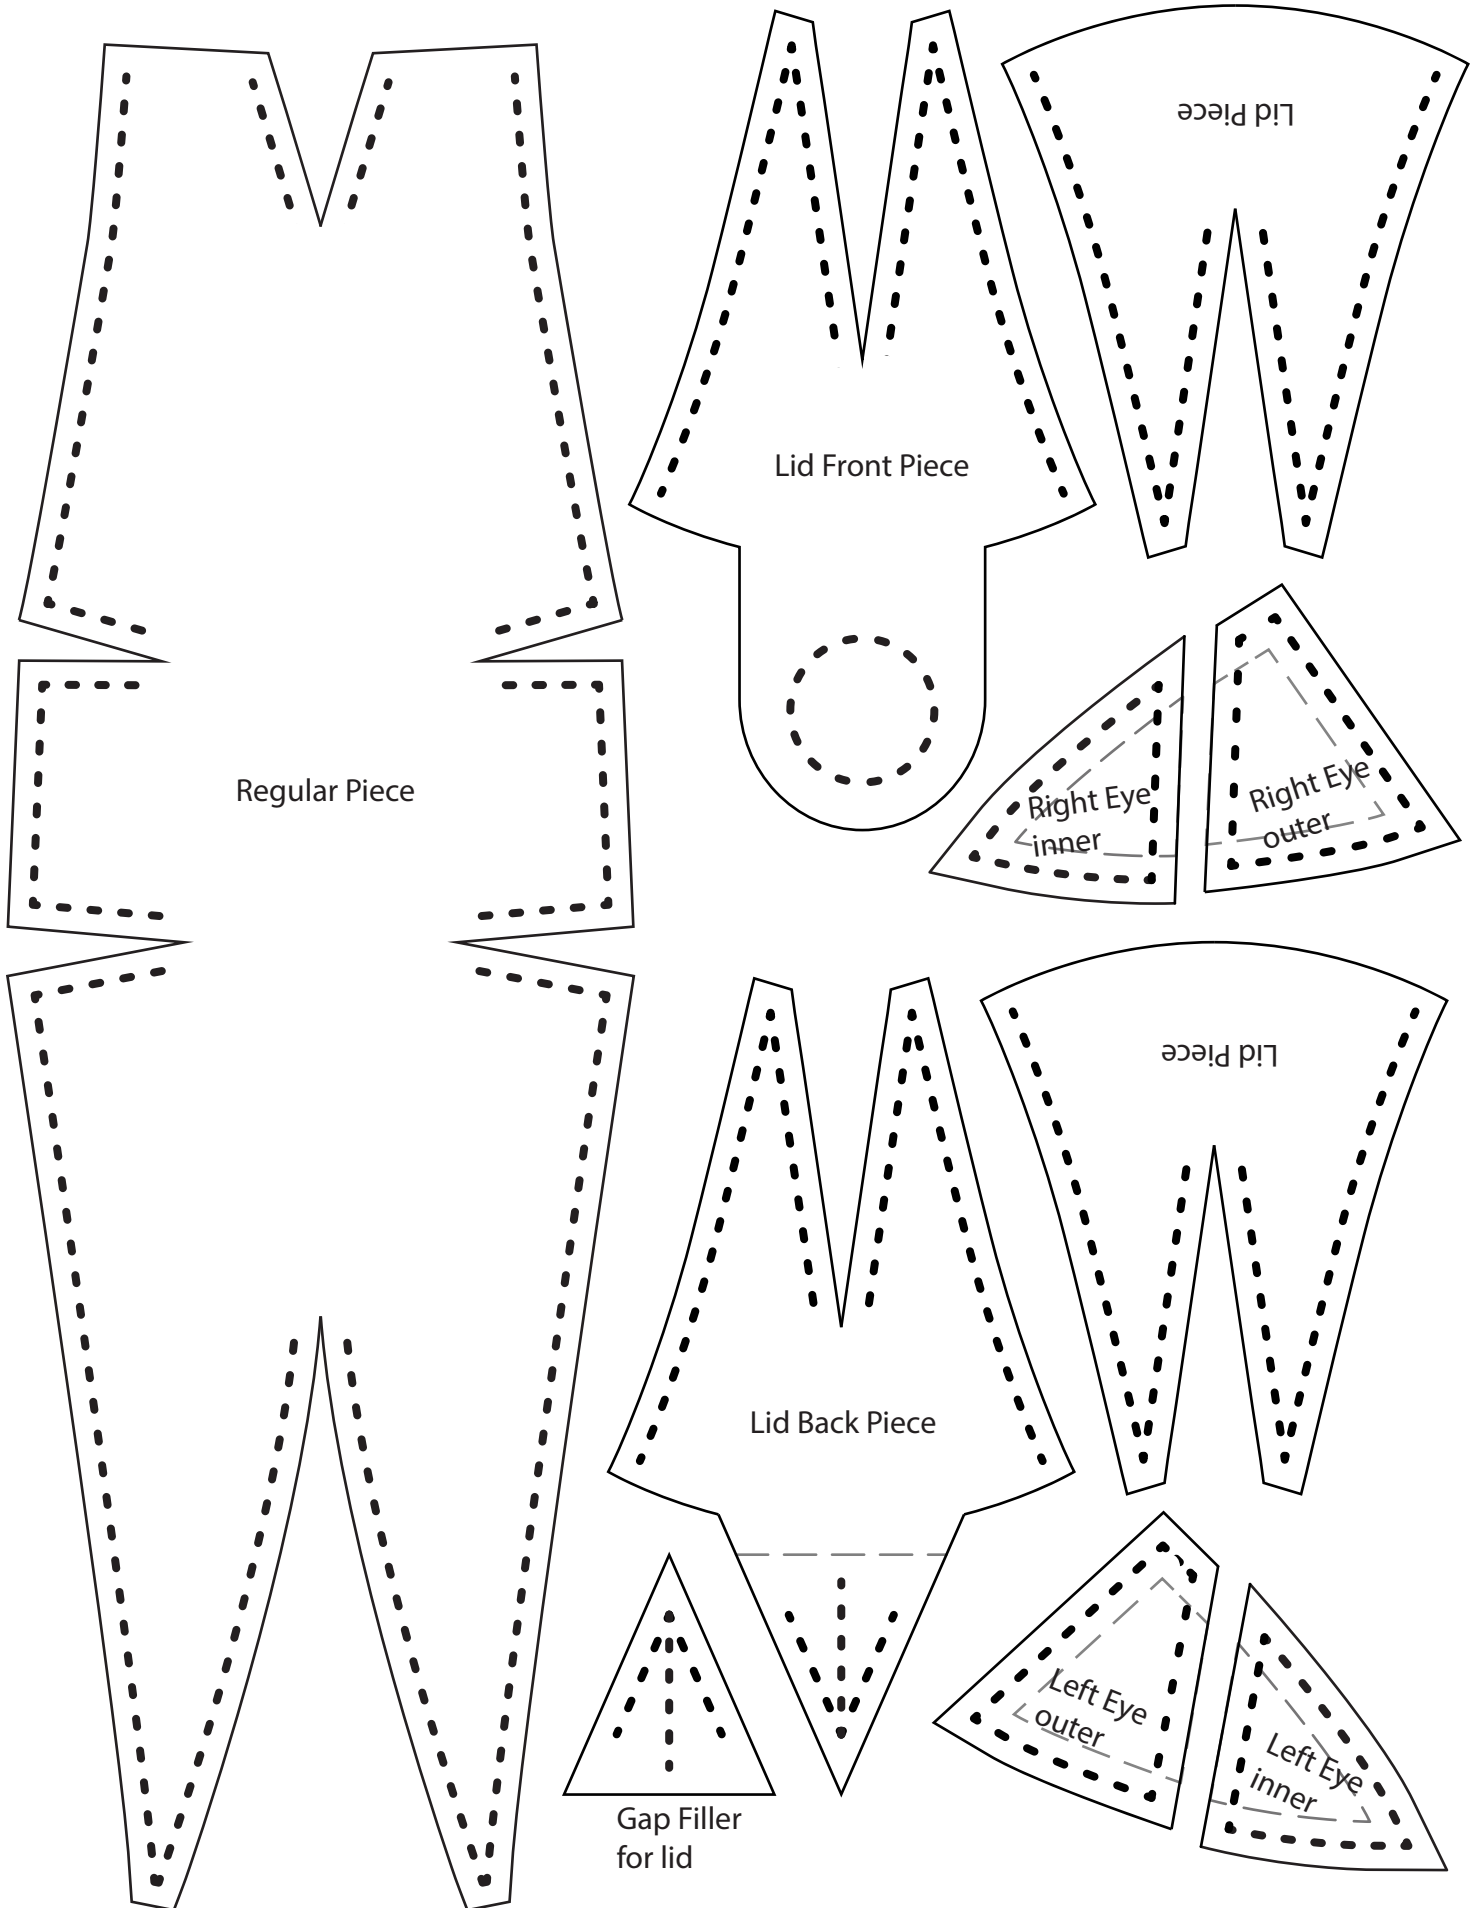 Lid Piece
Lid Front Piece
Regular Piece
Right Eye
inner
Right Eye
outer
Lid Piece
Lid Back Piece
Left Eye
outer
Left Eye
inner
Gap Filler
for lid